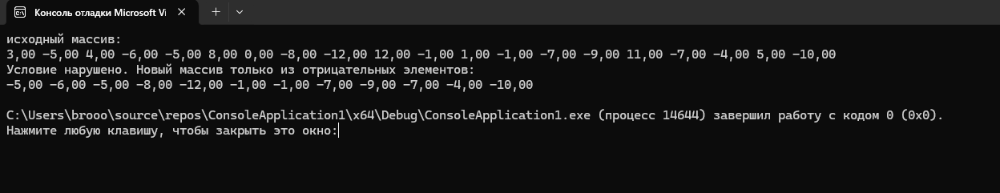 Консоль отладки Microsoft Vi
исходный массив:
3,00 -5,00 4,00 -6,00 -5,00 8,00 0,00 -8,00 -12,00 12,00 -1,00 1,00 -1,00 -7,00 -9,00 11,00 -7,00 -4,00 5,00 -10,00
Условие нарушено. Новый массив только из отрицательных элементов:
-5,00 -6,00 -5,00 -8,00 -12,00 -1,00 -1,00 -7,00 -9,00 -7,00 -4,00 -10,00
C:\Users\brooo\source\repos\ConsoleApplication1\x64\Debug\ConsoleApplication1.exe (процесс 14644) завершил работу с кодом 0 (0x0).
Нажмите любую клавишу, чтобы закрыть это окно: